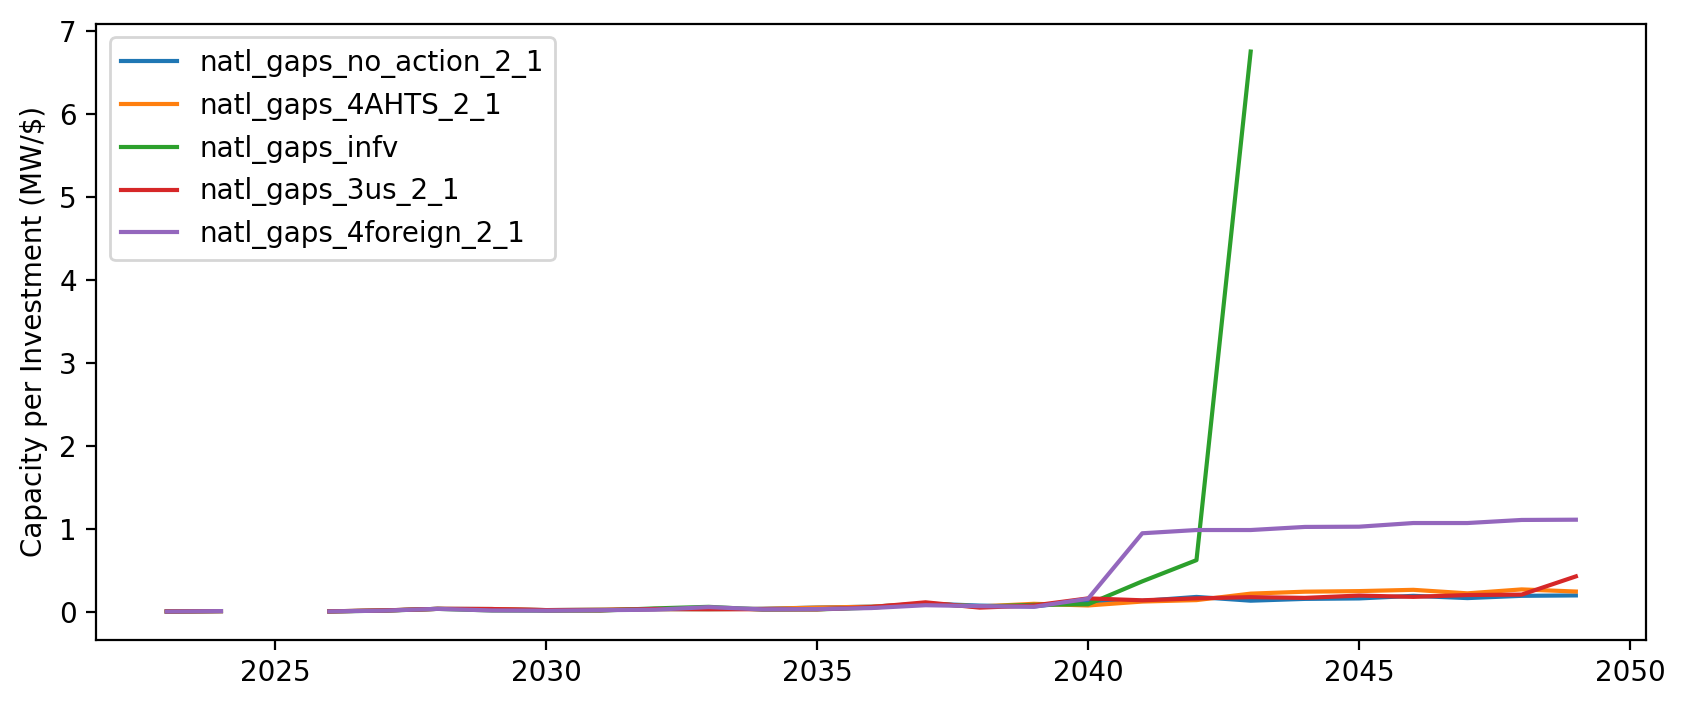 7
6
5
4
3
2
1
0
Capacity per Investment (MW/$)
natl_gaps_no_action_2_1
natl_gaps_4AHTS_2_1
natl_gaps_infv
natl_gaps_3us_2_1
natl_gaps_4foreign_2_1
2025
2030
2035
2040
2045
2050